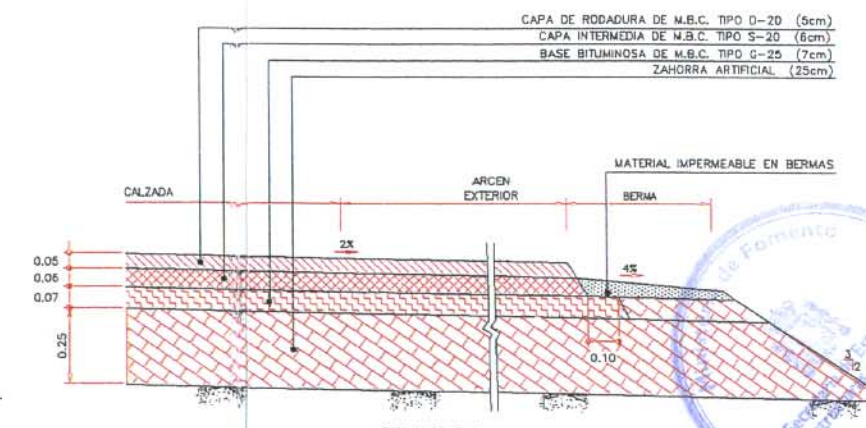 CAPA DE RODADURA DE M.B.C. TIPO D-20 (5cm)
CAPA INTERMEDIA DE M.B.C. TIPO S-20 (6cm)
BASE BITUMINOSA DE M.B.C. TIPO G-25 (7cm)
ZAHORRA ARTIFICIAL (25cm)
MATERIAL IMPERMEABLE EN BERMAS
CALZADA
ARCEN
EXTERIOR
BERMA
2%
4%
0.05
0.06
0.07
0.25
0.10
3
2
de Fomento